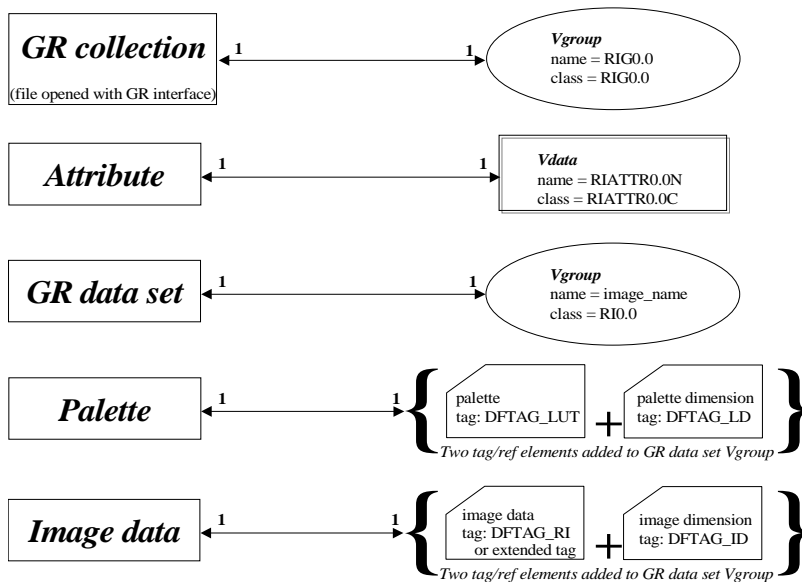 GR collection
(file opened with GR interface)
1
1
Vgroup
name = RIG0.0
class = RIG0.0
Attribute
1
1
Vdata
name = RIATTR0.0N
class = RIATTR0.0C
GR data set
1
1
Vgroup
name = image_name
class = RI0.0
Palette
1
1
{
palette
tag: DFTAG_LUT
+
palette dimension
tag: DFTAG_LD
}
Two tag/ref elements added to GR data set Vgroup
Image data
1
1
{
image data
tag: DFTAG_RI
or extended tag
+
image dimension
tag: DFTAG_ID
}
Two tag/ref elements added to GR data set Vgroup